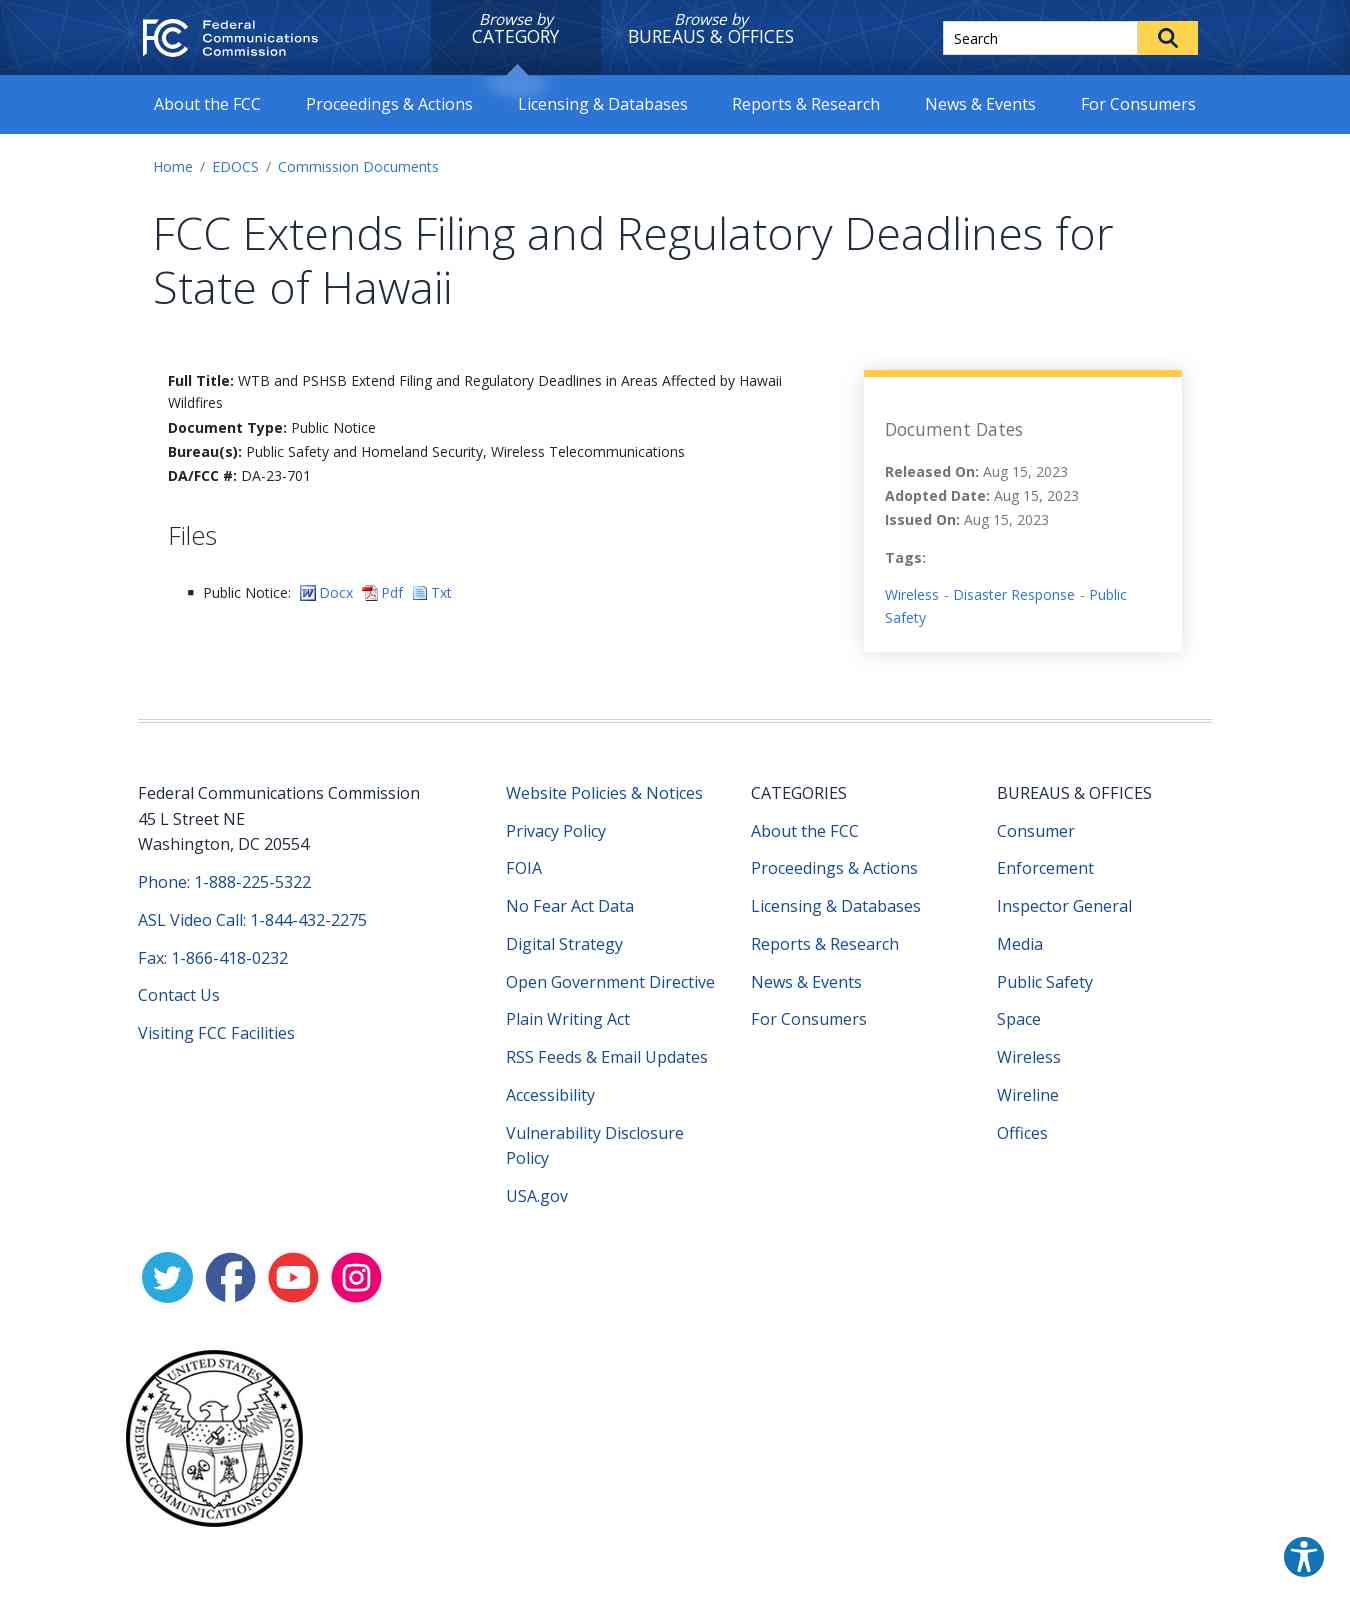 Federal
Communications
Commission
Browse by
CATEGORY
Browse by
BUREAUS & OFFICES
Search
About the FCC
Proceedings & Actions
Licensing & Databases
Reports & Research
News & Events
For Consumers
Home / EDOCS / Commission Documents
FCC Extends Filing and Regulatory Deadlines for
State of Hawaii
Full Title: WTB and PSHSB Extend Filing and Regulatory Deadlines in Areas Affected by Hawaii
Wildfires
Document Type: Public Notice
Bureau(s): Public Safety and Homeland Security, Wireless Telecommunications
DA/FCC #: DA-23-701
Files
Public Notice: Docx Pdf Txt
Document Dates
Released On: Aug 15, 2023
Adopted Date: Aug 15, 2023
Issued On: Aug 15, 2023
Tags:
Wireless - Disaster Response - Public
Safety
Federal Communications Commission
45 L Street NE
Washington, DC 20554
Phone: 1-888-225-5322
ASL Video Call: 1-844-432-2275
Fax: 1-866-418-0232
Contact Us
Visiting FCC Facilities
Website Policies & Notices
Privacy Policy
FOIA
No Fear Act Data
Digital Strategy
Open Government Directive
Plain Writing Act
RSS Feeds & Email Updates
Accessibility
Vulnerability Disclosure
Policy
USA.gov
CATEGORIES
About the FCC
Proceedings & Actions
Licensing & Databases
Reports & Research
News & Events
For Consumers
BUREAUS & OFFICES
Consumer
Enforcement
Inspector General
Media
Public Safety
Space
Wireless
Wireline
Offices
UNITED STATES
FEDERAL COMMUNICATIONS COMMISSION